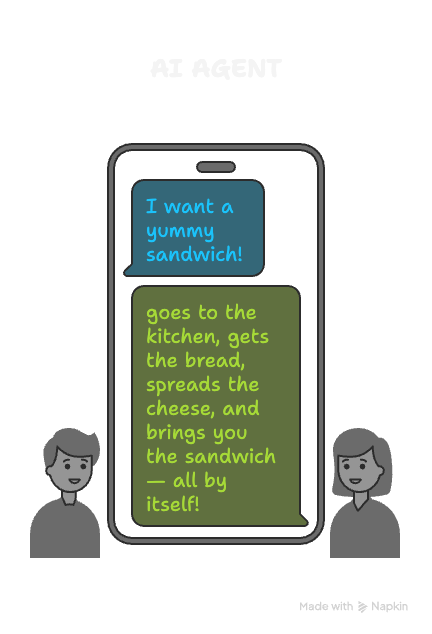 AI AGENT
I want a
yummy
sandwich!
goes to the
kitchen, gets
the bread,
spreads the
cheese, and
brings you
the sandwich
— all by
itself!
Made with Napkin